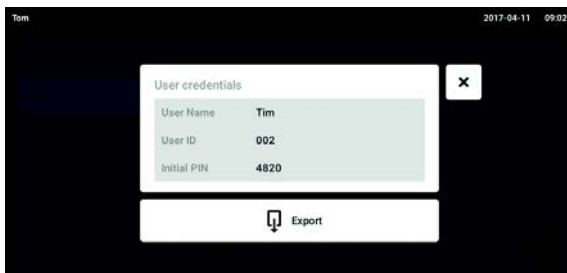 Tom 2017-04-11 09:02
User credentials
User Name Tim
User ID 002
Initial PIN 4820
Export